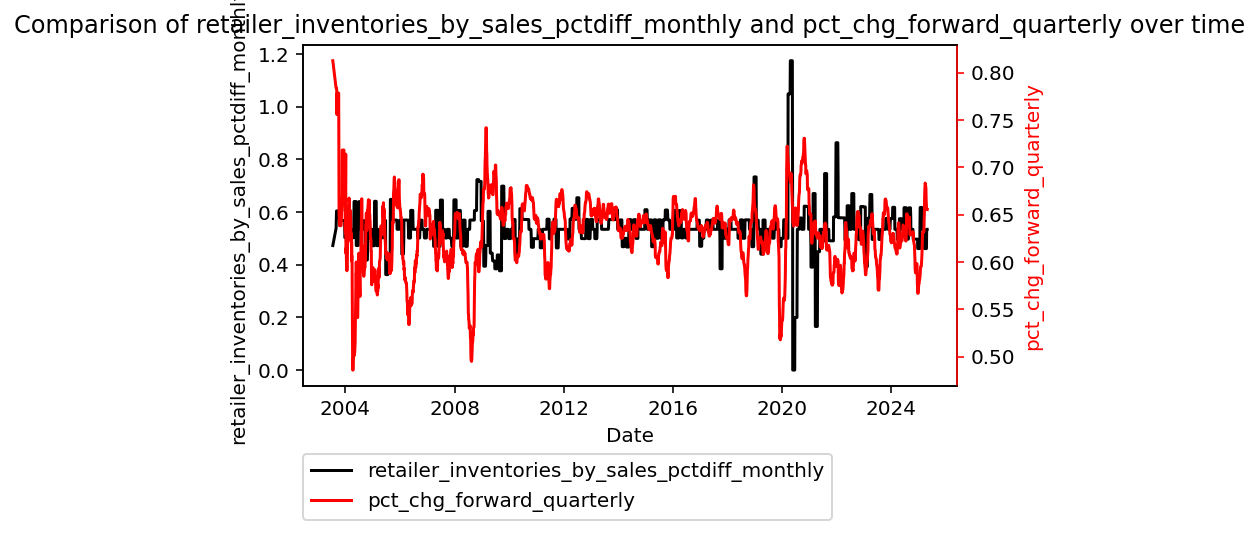 Comparison of retailer_inventories_by_sales_pctdiff_monthly and pct_chg_forward_quarterly over time
retailer_inventories_by_sales_pctdiff_monthly
1.2
1.0
0.8
0.6
0.4
0.2
0.0
0.80
0.75
0.70
0.65
0.60
0.55
0.50
pct_chg_forward_quarterly
2004 2008 2012 2016 2020 2024
Date
retailer_inventories_by_sales_pctdiff_monthly
pct_chg_forward_quarterly